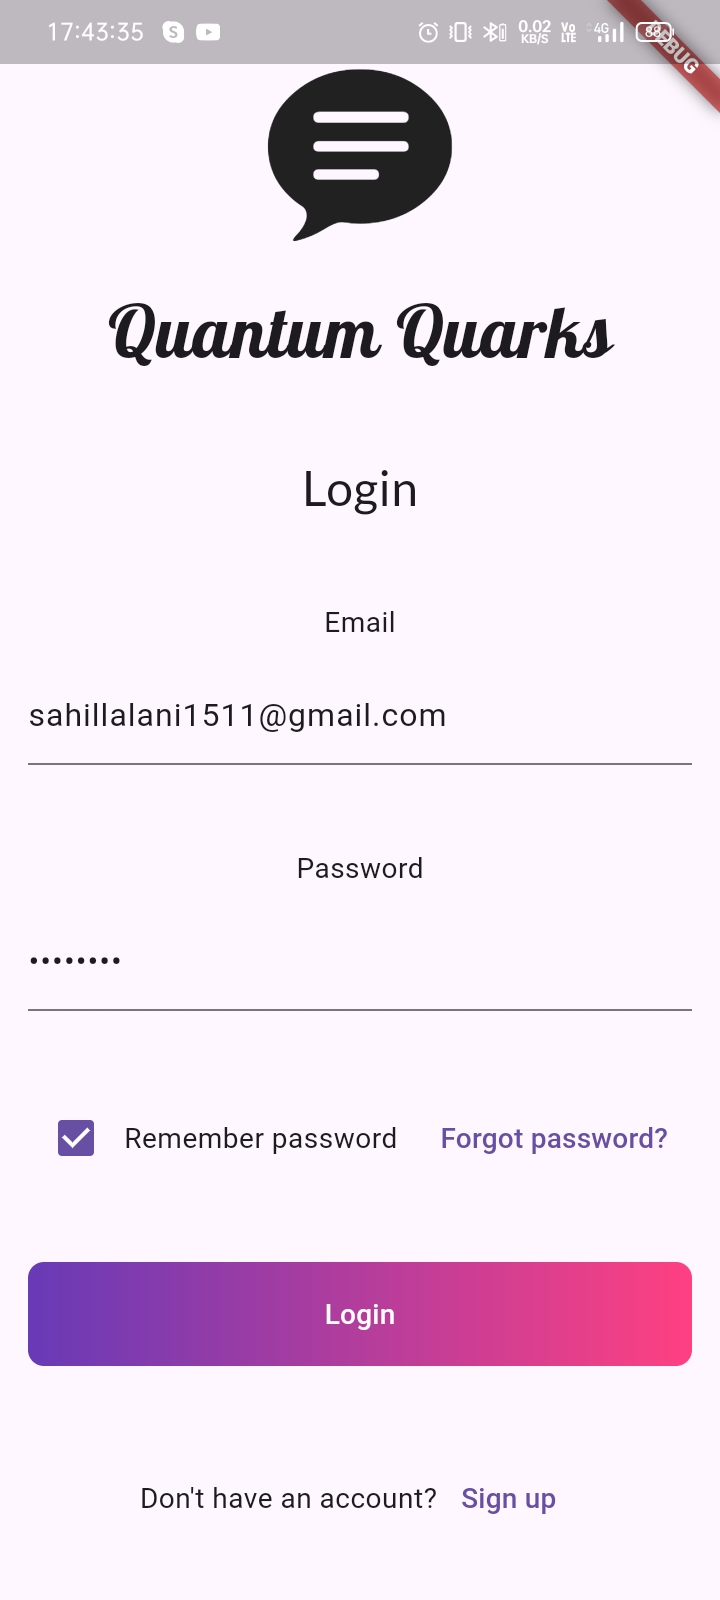 17:43:35 0.02 KB/S Vo LTE 4G 88 DEBUG
Quantum Quarks
Login
Email
sahillalani1511@gmail.com
Password
••••••••
Remember password Forgot password?
Login
Don't have an account? Sign up